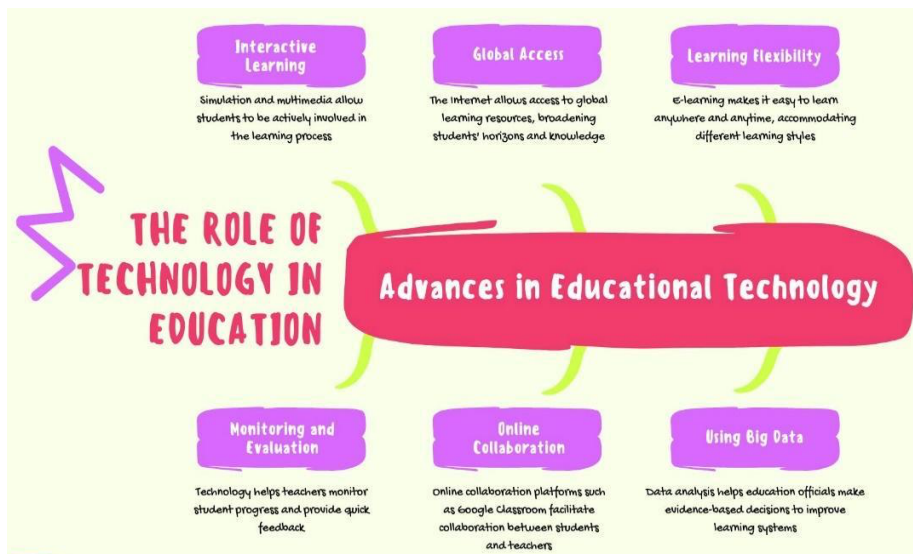 Interactive
Learning
Simulation and multimedia allow
students to be actively involved in
the learning process
Global Access
The Internet allows access to global
learning resources, broadening
students' horizons and knowledge
Learning Flexibility
E-learning makes it easy to learn
anywhere and anytime, accommodating
different learning styles
THE ROLE OF
TECHNOLOGY IN
EDUCATION
Advances in Educational Technology
Monitoring and
Evaluation
Technology helps teachers monitor
student progress and provide quick
feedback
Online
Collaboration
Online collaboration platforms such
as Google Classroom facilitate
collaboration between students
and teachers
Using Big Data
Data analysis helps education officials make
evidence-based decisions to improve
learning systems